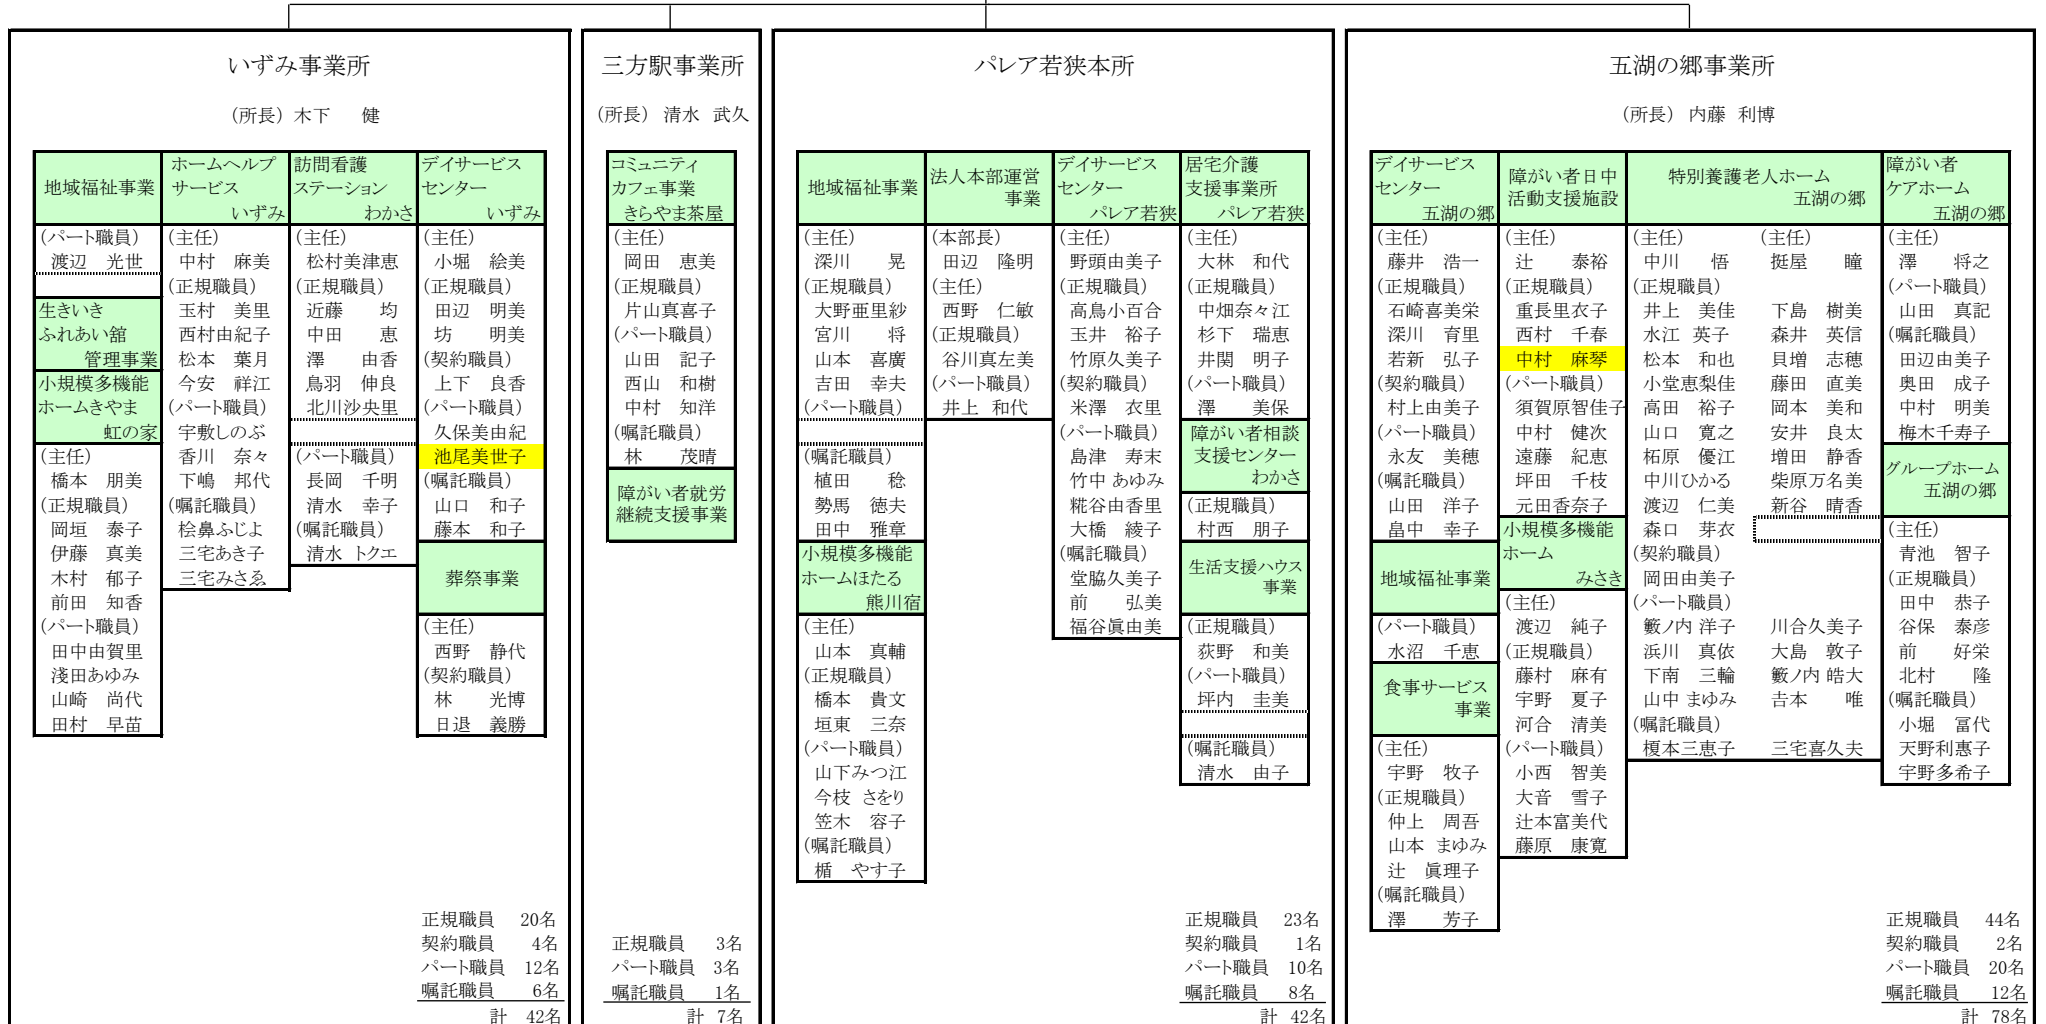 いずみ事業所
(所長) 木下　健
地域福祉事業
(パート職員)
渡辺　光世
生きいき
ふれあい舘
管理事業
小規模多機能
ホームきやま
虹の家
(主任)
橋本　朋美
(正規職員)
岡垣　泰子
伊藤　真美
木村　郁子
前田　知香
(パート職員)
田中由賀里
淺田あゆみ
山崎　尚代
田村　早苗
ホームヘルプ
サービス
いずみ
(主任)
中村　麻美
(正規職員)
玉村　美里
西村由紀子
松本　葉月
今安　祥江
(パート職員)
宇敷しのぶ
香川　奈々
下嶋　邦代
桧鼻ふじよ
三宅あき子
三宅みさゑ
訪問看護
ステーション
わかさ
(主任)
松村美津恵
(正規職員)
近藤　均
中田　恵
澤　由香
鳥羽　伸良
北川沙央里
(パート職員)
長岡　千明
清水　幸子
(嘱託職員)
清水　トクエ
デイサービス
センター
いずみ
(主任)
小堀　絵美
(正規職員)
田辺　明美
坊　明美
(契約職員)
上下　良香
(パート職員)
久保美由紀
池尾美世子
(嘱託職員)
山口　和子
藤本　和子
葬祭事業
(主任)
西野　静代
(契約職員)
林　光博
日退　義勝
正規職員　20名
契約職員　4名
パート職員　12名
嘱託職員　6名
計　42名
三方駅事業所
(所長) 清水　武久
コミュニティ
カフェ事業
きらやま茶屋
(主任)
岡田　恵美
(正規職員)
片山真喜子
(パート職員)
山田　記子
西山　和樹
中村　知洋
(嘱託職員)
林　茂晴
障がい者就労
継続支援事業
正規職員　3名
パート職員　3名
嘱託職員　1名
計　7名
パレア若狭本所
地域福祉事業
(主任)
深川　晃
(正規職員)
大野亜里紗
宮川　将
山本　喜廣
吉田　幸夫
(パート職員)
(嘱託職員)
植田　稔
勢馬　徳夫
田中　雅章
小規模多機能
ホームほたる
熊川宿
(主任)
山本　真輔
(正規職員)
橋本　貴文
垣東　三奈
(パート職員)
山下みつ江
今枝 さをり
笠木　容子
(嘱託職員)
楯　やす子
法人本部運営
事業
(本部長)
田辺　隆明
(主任)
西野　仁敏
(正規職員)
谷川真左美
(パート職員)
井上　和代
デイサービス
センター
パレア若狭
(主任)
野頭由美子
(正規職員)
高鳥小百合
玉井　裕子
竹原久美子
(契約職員)
米澤　衣里
(パート職員)
島津　寿末
竹中 あゆみ
糀谷由香里
大橋　綾子
(嘱託職員)
堂脇久美子
前　弘美
福谷眞由美
居宅介護
支援事業所
パレア若狭
(主任)
大林　和代
(正規職員)
中畑奈々江
杉下　瑞恵
井関　明子
(パート職員)
澤　美保
障がい者相談
支援センター
わかさ
(正規職員)
村西　朋子
生活支援ハウス
事業
(正規職員)
荻野　和美
(パート職員)
坪内　圭美
(嘱託職員)
清水　由子
正規職員　23名
契約職員　1名
パート職員　10名
嘱託職員　8名
計　42名
五湖の郷事業所
(所長) 内藤　利博
デイサービス
センター
五湖の郷
(主任)
藤井　浩一
(正規職員)
石崎喜美栄
深川　育里
若新　弘子
(契約職員)
村上由美子
(パート職員)
永友　美穂
(嘱託職員)
山田　洋子
畠中　幸子
地域福祉事業
(パート職員)
水沼　千恵
食事サービス
事業
(主任)
宇野　牧子
(正規職員)
仲上　周吾
山本 まゆみ
辻　眞理子
(嘱託職員)
澤　芳子
障がい者日中
活動支援施設
(主任)
辻　泰裕
(正規職員)
重長里衣子
西村　千春
中村　麻琴
(パート職員)
須賀原智佳子
中村　健次
遠藤　紀恵
坪田　千枝
元田香奈子
小規模多機能
ホーム
みさき
(主任)
渡辺　純子
(正規職員)
藤村　麻有
宇野　夏子
河合　清美
(パート職員)
小西　智美
大音　雪子
辻本富美代
藤原　康寛
特別養護老人ホーム
五湖の郷
(主任)　(主任)
中川　悟　挺屋　瞳
(正規職員)
井上　美佳　下島　樹美
水江　英子　森井　英信
松本　和也　貝増　志穂
小堂恵梨佳　藤田　直美
高田　裕子　岡本　美和
山口　寛之　安井　良太
柘原　優江　増田　静香
中川ひかる　柴原万名美
渡辺　仁美　新谷　晴香
森口　芽衣
(契約職員)
岡田由美子
(パート職員)
籔ノ内 洋子　川合久美子
浜川　真依　大島　敦子
下南　三輪　籔ノ内 皓大
山中 まゆみ　吉本　唯
(嘱託職員)
榎本三恵子　三宅喜久夫
障がい者
ケアホーム
五湖の郷
(主任)
澤　将之
(パート職員)
山田　真記
(嘱託職員)
田辺由美子
奥田　成子
中村　明美
梅木千寿子
グループホーム
五湖の郷
(主任)
青池　智子
(正規職員)
田中　恭子
谷保　泰彦
前　好栄
北村　隆
(嘱託職員)
小堀　冨代
天野利惠子
宇野多希子
正規職員　44名
契約職員　2名
パート職員　20名
嘱託職員　12名
計　78名